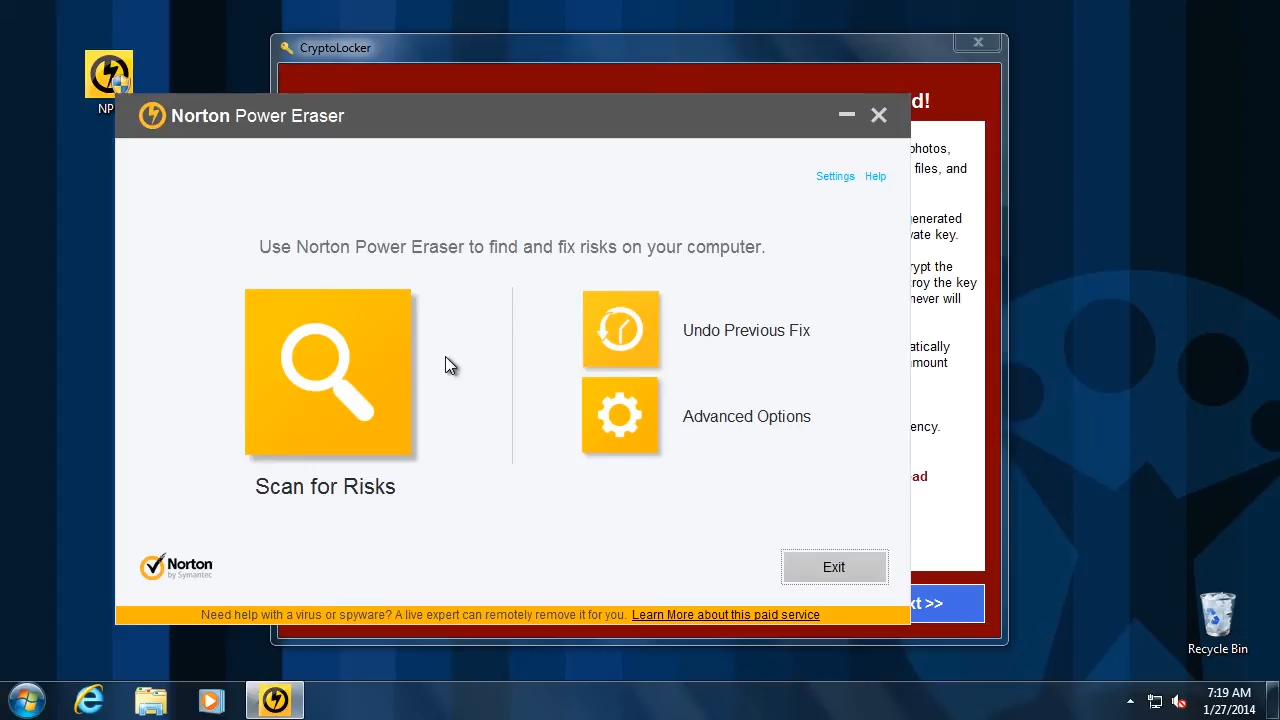 CryptoLocker
NP
Norton Power Eraser
d!
Settings Help
photos,
files, and
Use Norton Power Eraser to find and fix risks on your computer.
enerated
vate key.
rypt the
roy the key
never will
Undo Previous Fix
atically
mount
Advanced Options
ency.
ad
Scan for Risks
Norton
by Symantec
Exit
xt >>
Need help with a virus or spyware? A live expert can remotely remove it for you. Learn More about this paid service
Recycle Bin
7:19 AM
1/27/2014